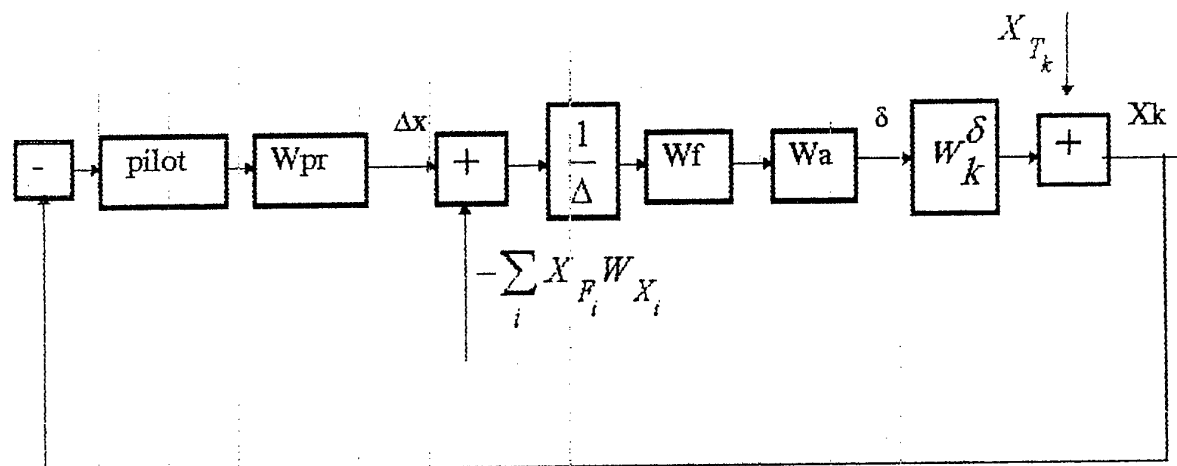 X_{T_k}
Δx
δ
Xk
-
pilot
Wpr
+
1/Δ
Wf
Wa
W_k^δ
+
-∑_i X_{F_i} W_{X_i}